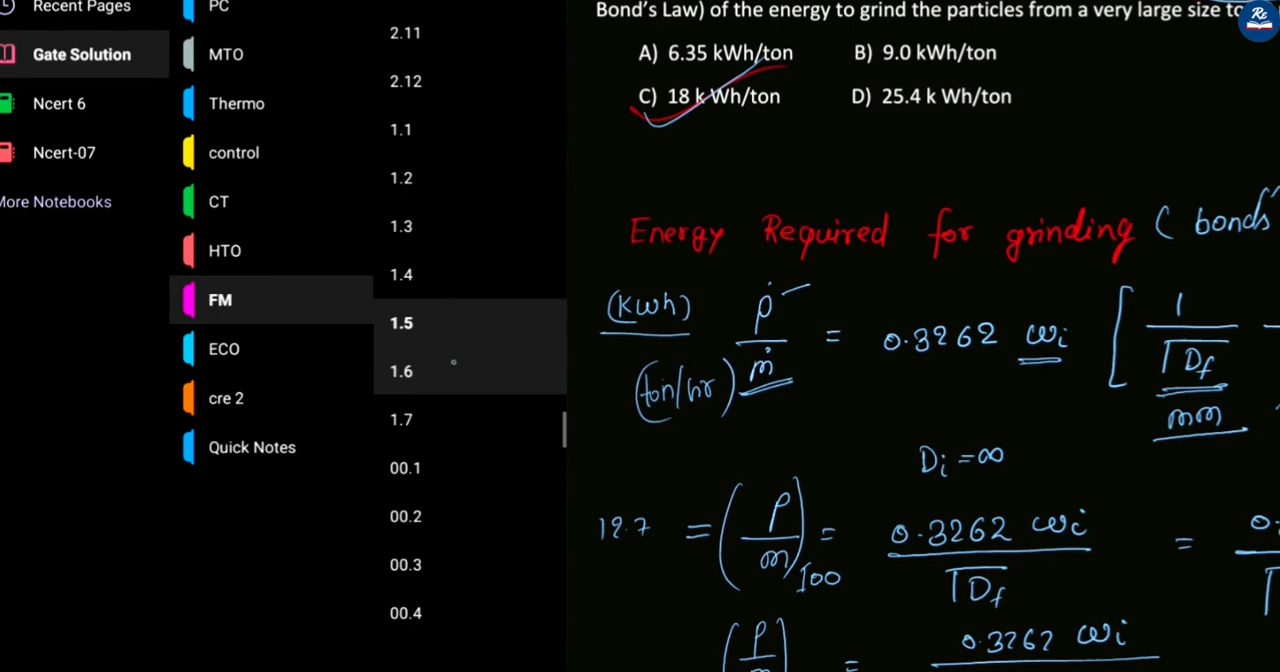 Recent Pages
Gate Solution
Ncert 6
Ncert-07
More Notebooks
PC
MTO
Thermo
control
CT
HTO
FM
ECO
cre 2
Quick Notes
2.11
2.12
1.1
1.2
1.3
1.4
1.5
1.6
1.7
00.1
00.2
00.3
00.4
Bond's Law) of the energy to grind the particles from a very large size to
A) 6.35 kWh/ton B) 9.0 kWh/ton
C) 18 k Wh/ton D) 25.4 k Wh/ton
Re
Energy Required for grinding ( bonds
(kwh) / (ton/hr) ṗ / ṁ = 0.3262 ωi [ 1 / √Df
mm
Di = ∞
12.7 = (P/m)100 = 0.3262 ωi / √Df =
(P/m) = 0.3262 ωi